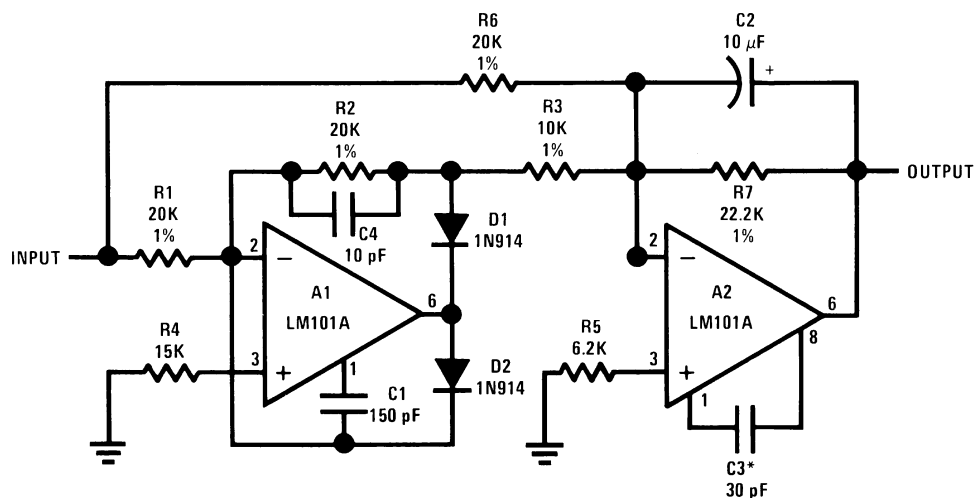 R6
20K
1%
C2
10 µF
+
R2
20K
1%
R3
10K
1%
OUTPUT
R1
20K
1%
C4
10 pF
D1
1N914
R7
22.2K
1%
INPUT
2
−
A1
LM101A
6
2
−
A2
LM101A
6
8
R4
15K
3
+
1
C1
150 pF
D2
1N914
R5
6.2K
3
+
1
C3*
30 pF